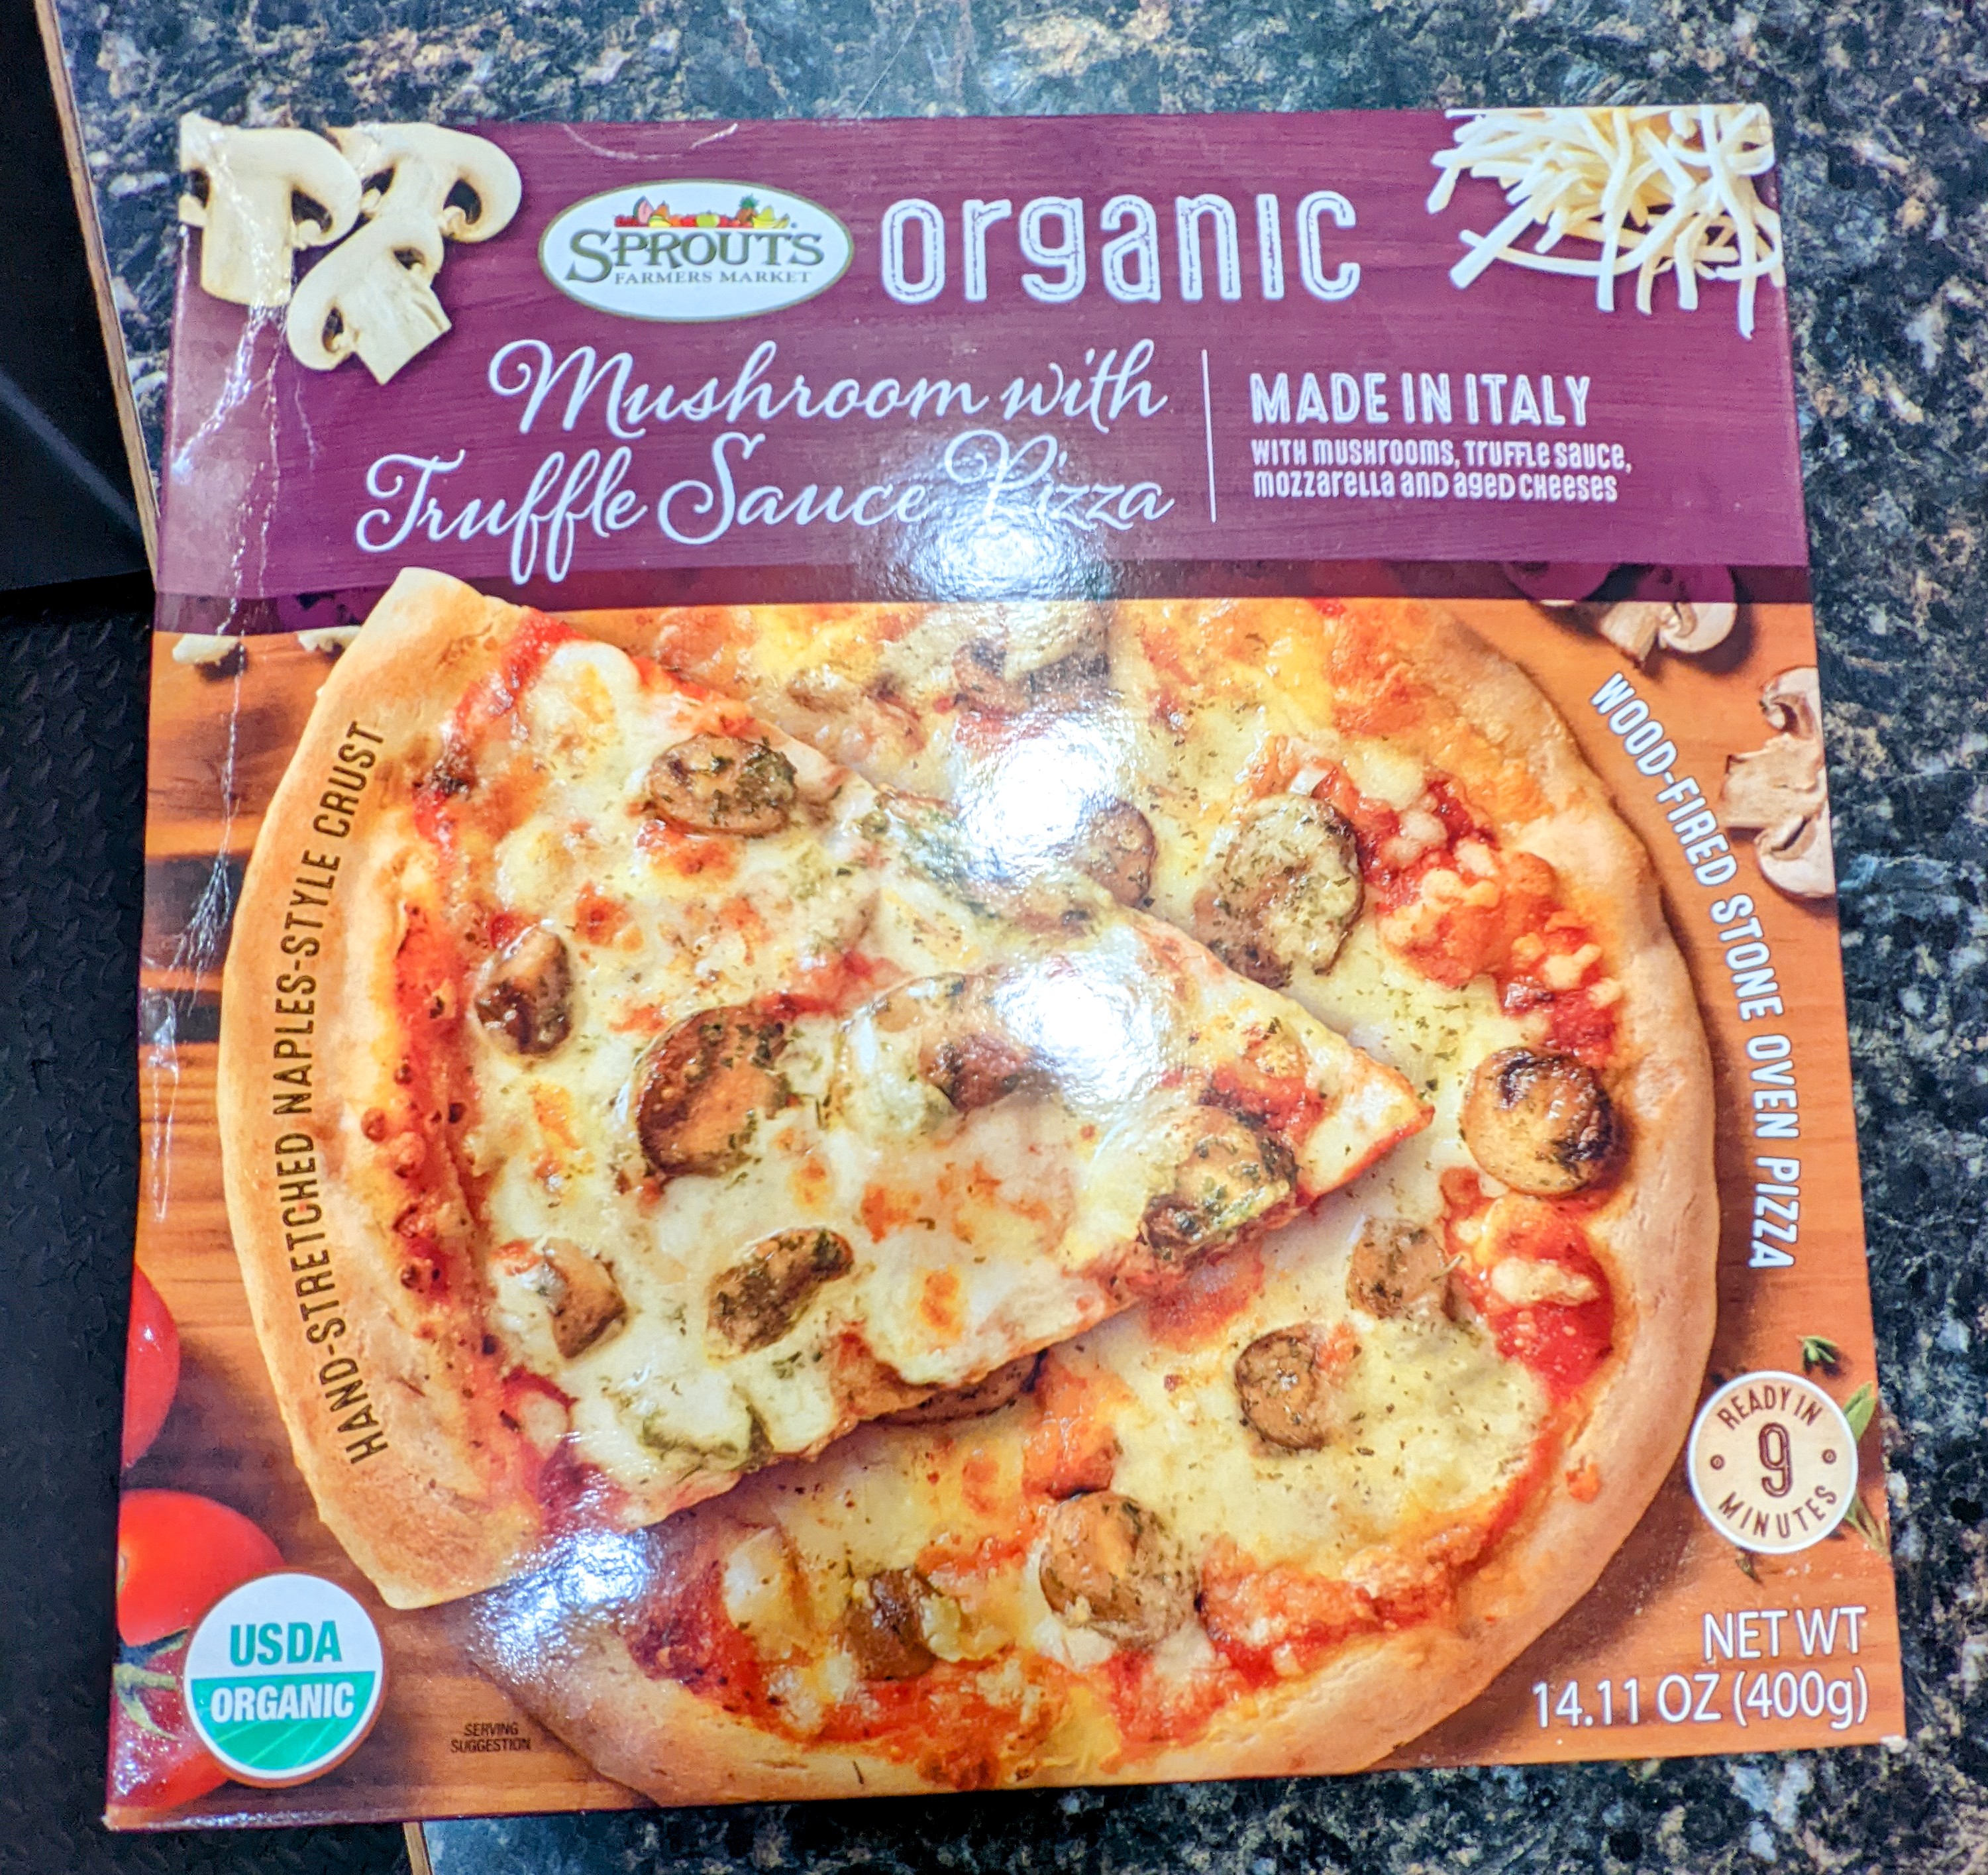 SPROUTS
FARMERS MARKET
organic
Mushroom with
Truffle Sauce Pizza
MADE IN ITALY
WITH MUSHROOMS, TRUFFLE SAUCE,
MOZZARELLA AND AGED CHEESES
HAND-STRETCHED NAPLES-STYLE CRUST
WOOD-FIRED STONE OVEN PIZZA
READY IN
9
MINUTES
USDA
ORGANIC
SERVING
SUGGESTION
NET WT
14.11 OZ (400g)